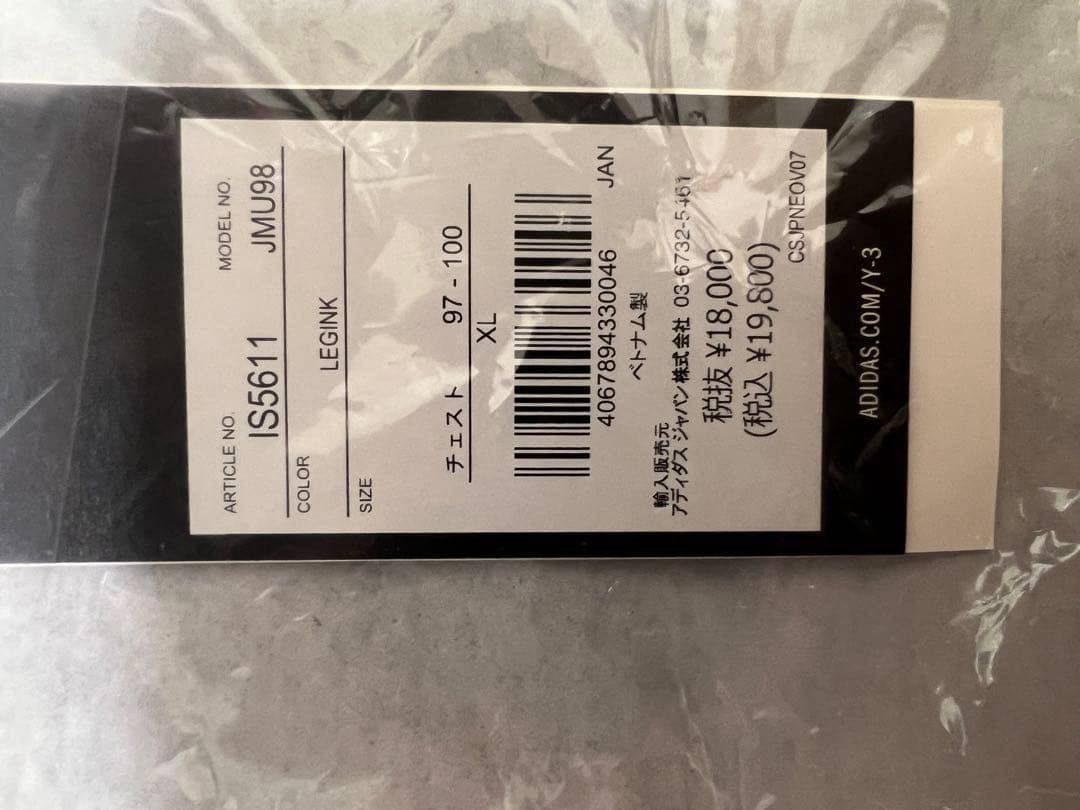 ARTICLE NO. MODEL NO.
IS5611 JMU98
COLOR
LEGINK
SIZE
チェスト 97 - 100
XL
4067894330046 JAN
ベトナム製
輸入販売元
アディダス ジャパン株式会社 03-6732-5461
税抜 ¥18,000
(税込 ¥19,800)
CSJPNEOV07
ADIDAS.COM/Y-3